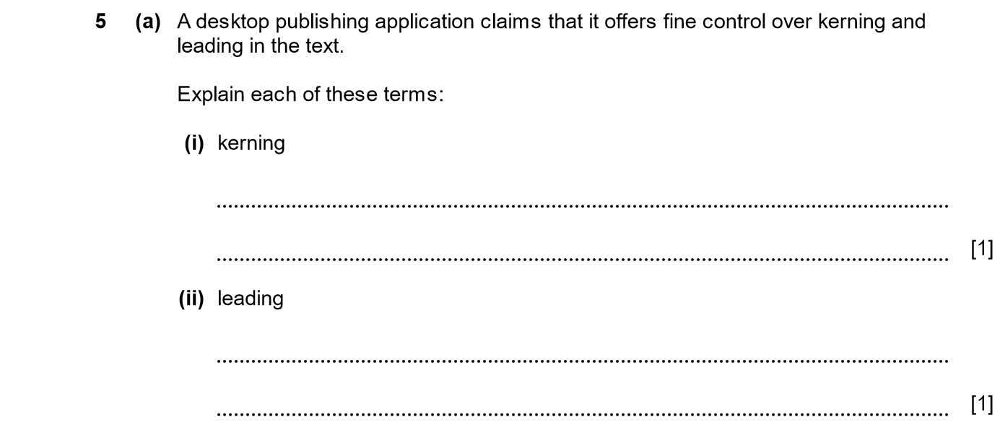 5 (a) A desktop publishing application claims that it offers fine control over kerning and
leading in the text.
Explain each of these terms:
(i) kerning
....................................................................................................
.................................................................................................... [1]
(ii) leading
....................................................................................................
.................................................................................................... [1]